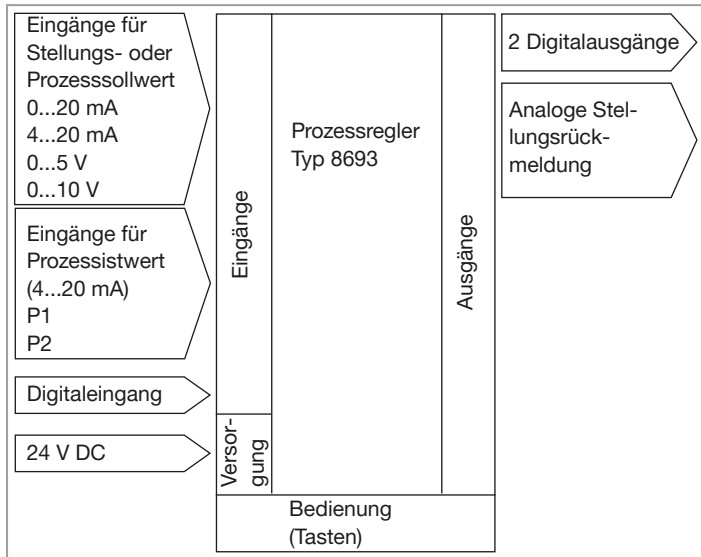 Eingänge für
Stellungs- oder
Prozesssollwert
0...20 mA
4...20 mA
0...5 V
0...10 V
Eingänge für
Prozessistwert
(4...20 mA)
P1
P2
Digitaleingang
24 V DC
Eingänge
Versor-
gung
Prozessregler
Typ 8693
Bedienung
(Tasten)
Ausgänge
2 Digitalausgänge
Analoge Stel-
lungsrück-
meldung